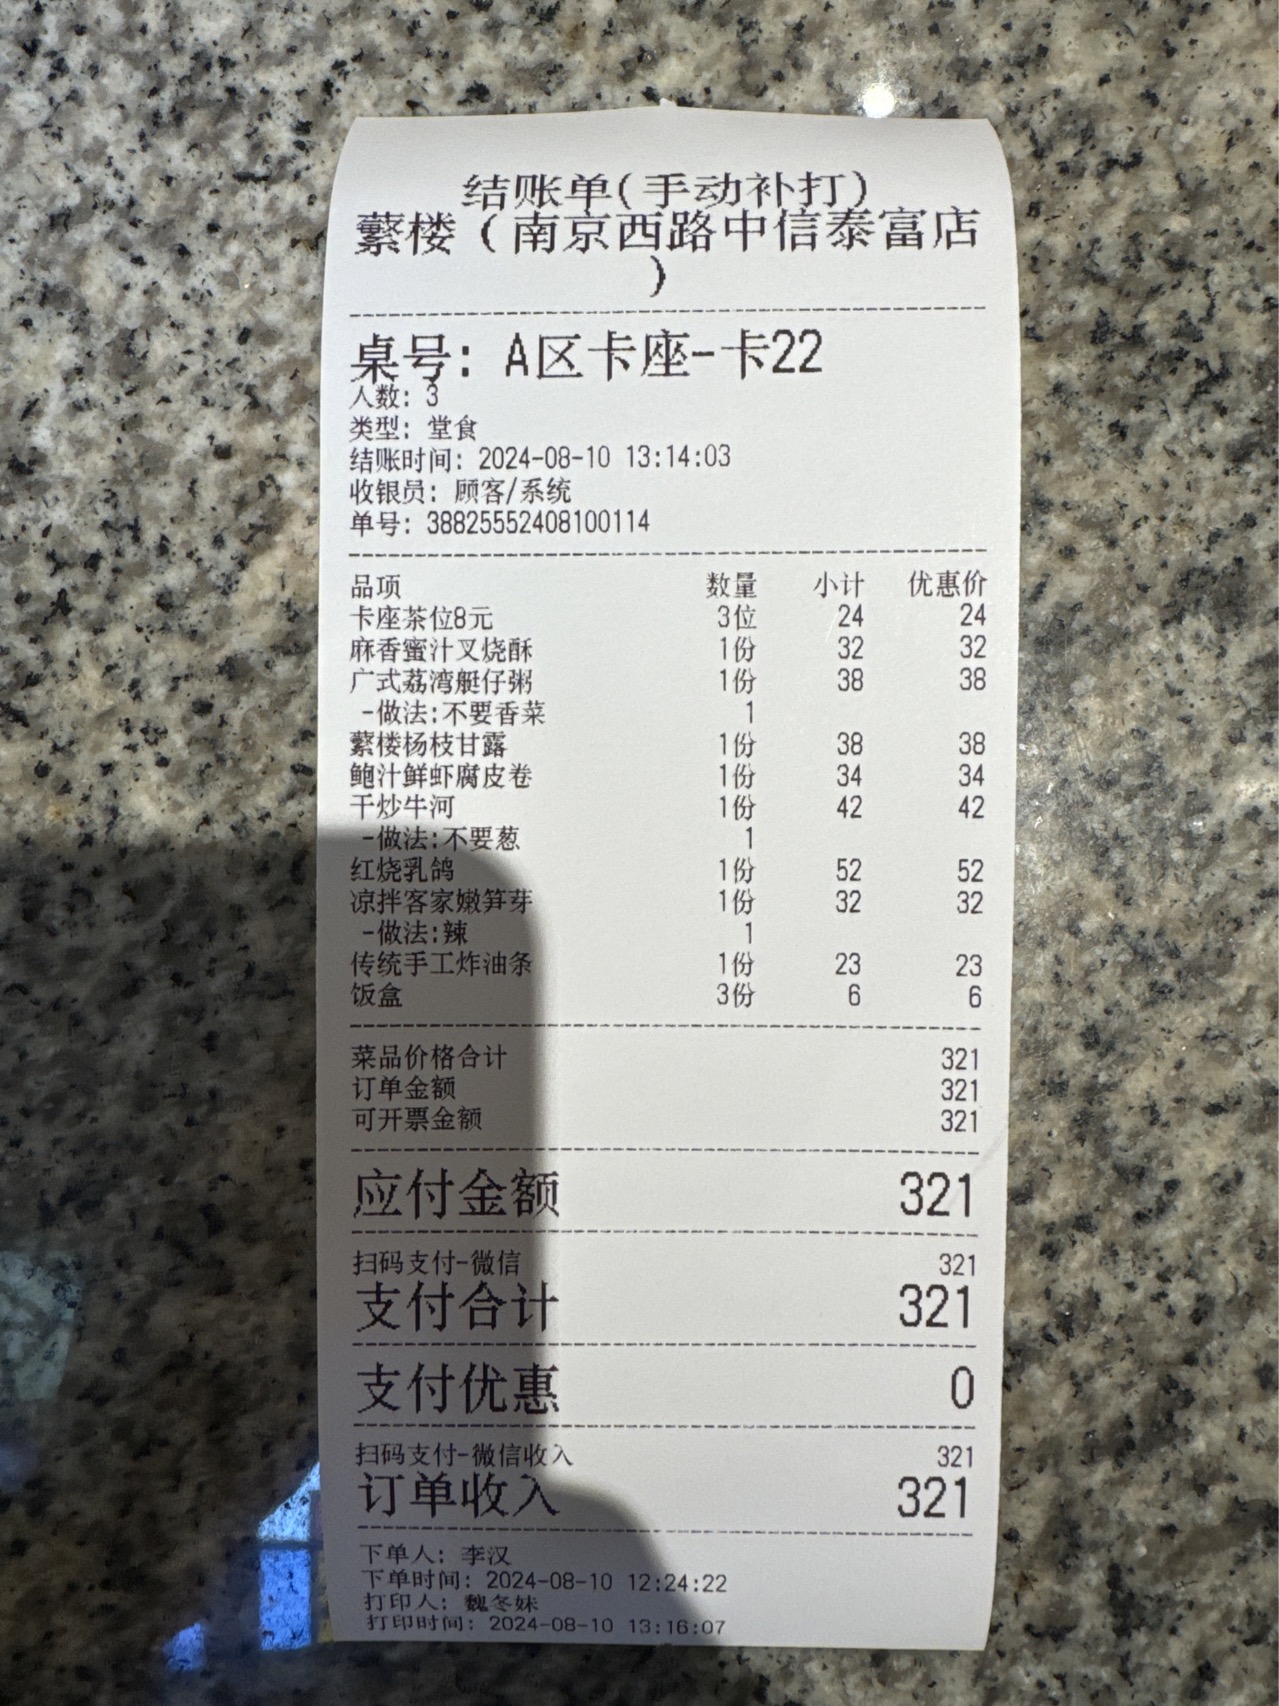 结账单(手动补打)
蘩楼（南京西路中信泰富店
）
桌号: A区卡座-卡22
人数: 3
类型: 堂食
结账时间: 2024-08-10 13:14:03
收银员: 顾客/系统
单号: 38825552408100114
品项 数量 小计 优惠价
卡座茶位8元 3位 24 24
麻香蜜汁叉烧酥 1份 32 32
广式荔湾艇仔粥 1份 38 38
-做法:不要香菜 1
蘩楼杨枝甘露 1份 38 38
鲍汁鲜虾腐皮卷 1份 34 34
干炒牛河 1份 42 42
-做法:不要葱 1
红烧乳鸽 1份 52 52
凉拌客家嫩笋芽 1份 32 32
-做法:辣 1
传统手工炸油条 1份 23 23
饭盒 3份 6 6
菜品价格合计 321
订单金额 321
可开票金额 321
应付金额 321
扫码支付-微信 321
支付合计 321
支付优惠 0
扫码支付-微信收入 321
订单收入 321
下单人: 李汉
下单时间: 2024-08-10 12:24:22
打印人: 魏冬妹
打印时间: 2024-08-10 13:16:07